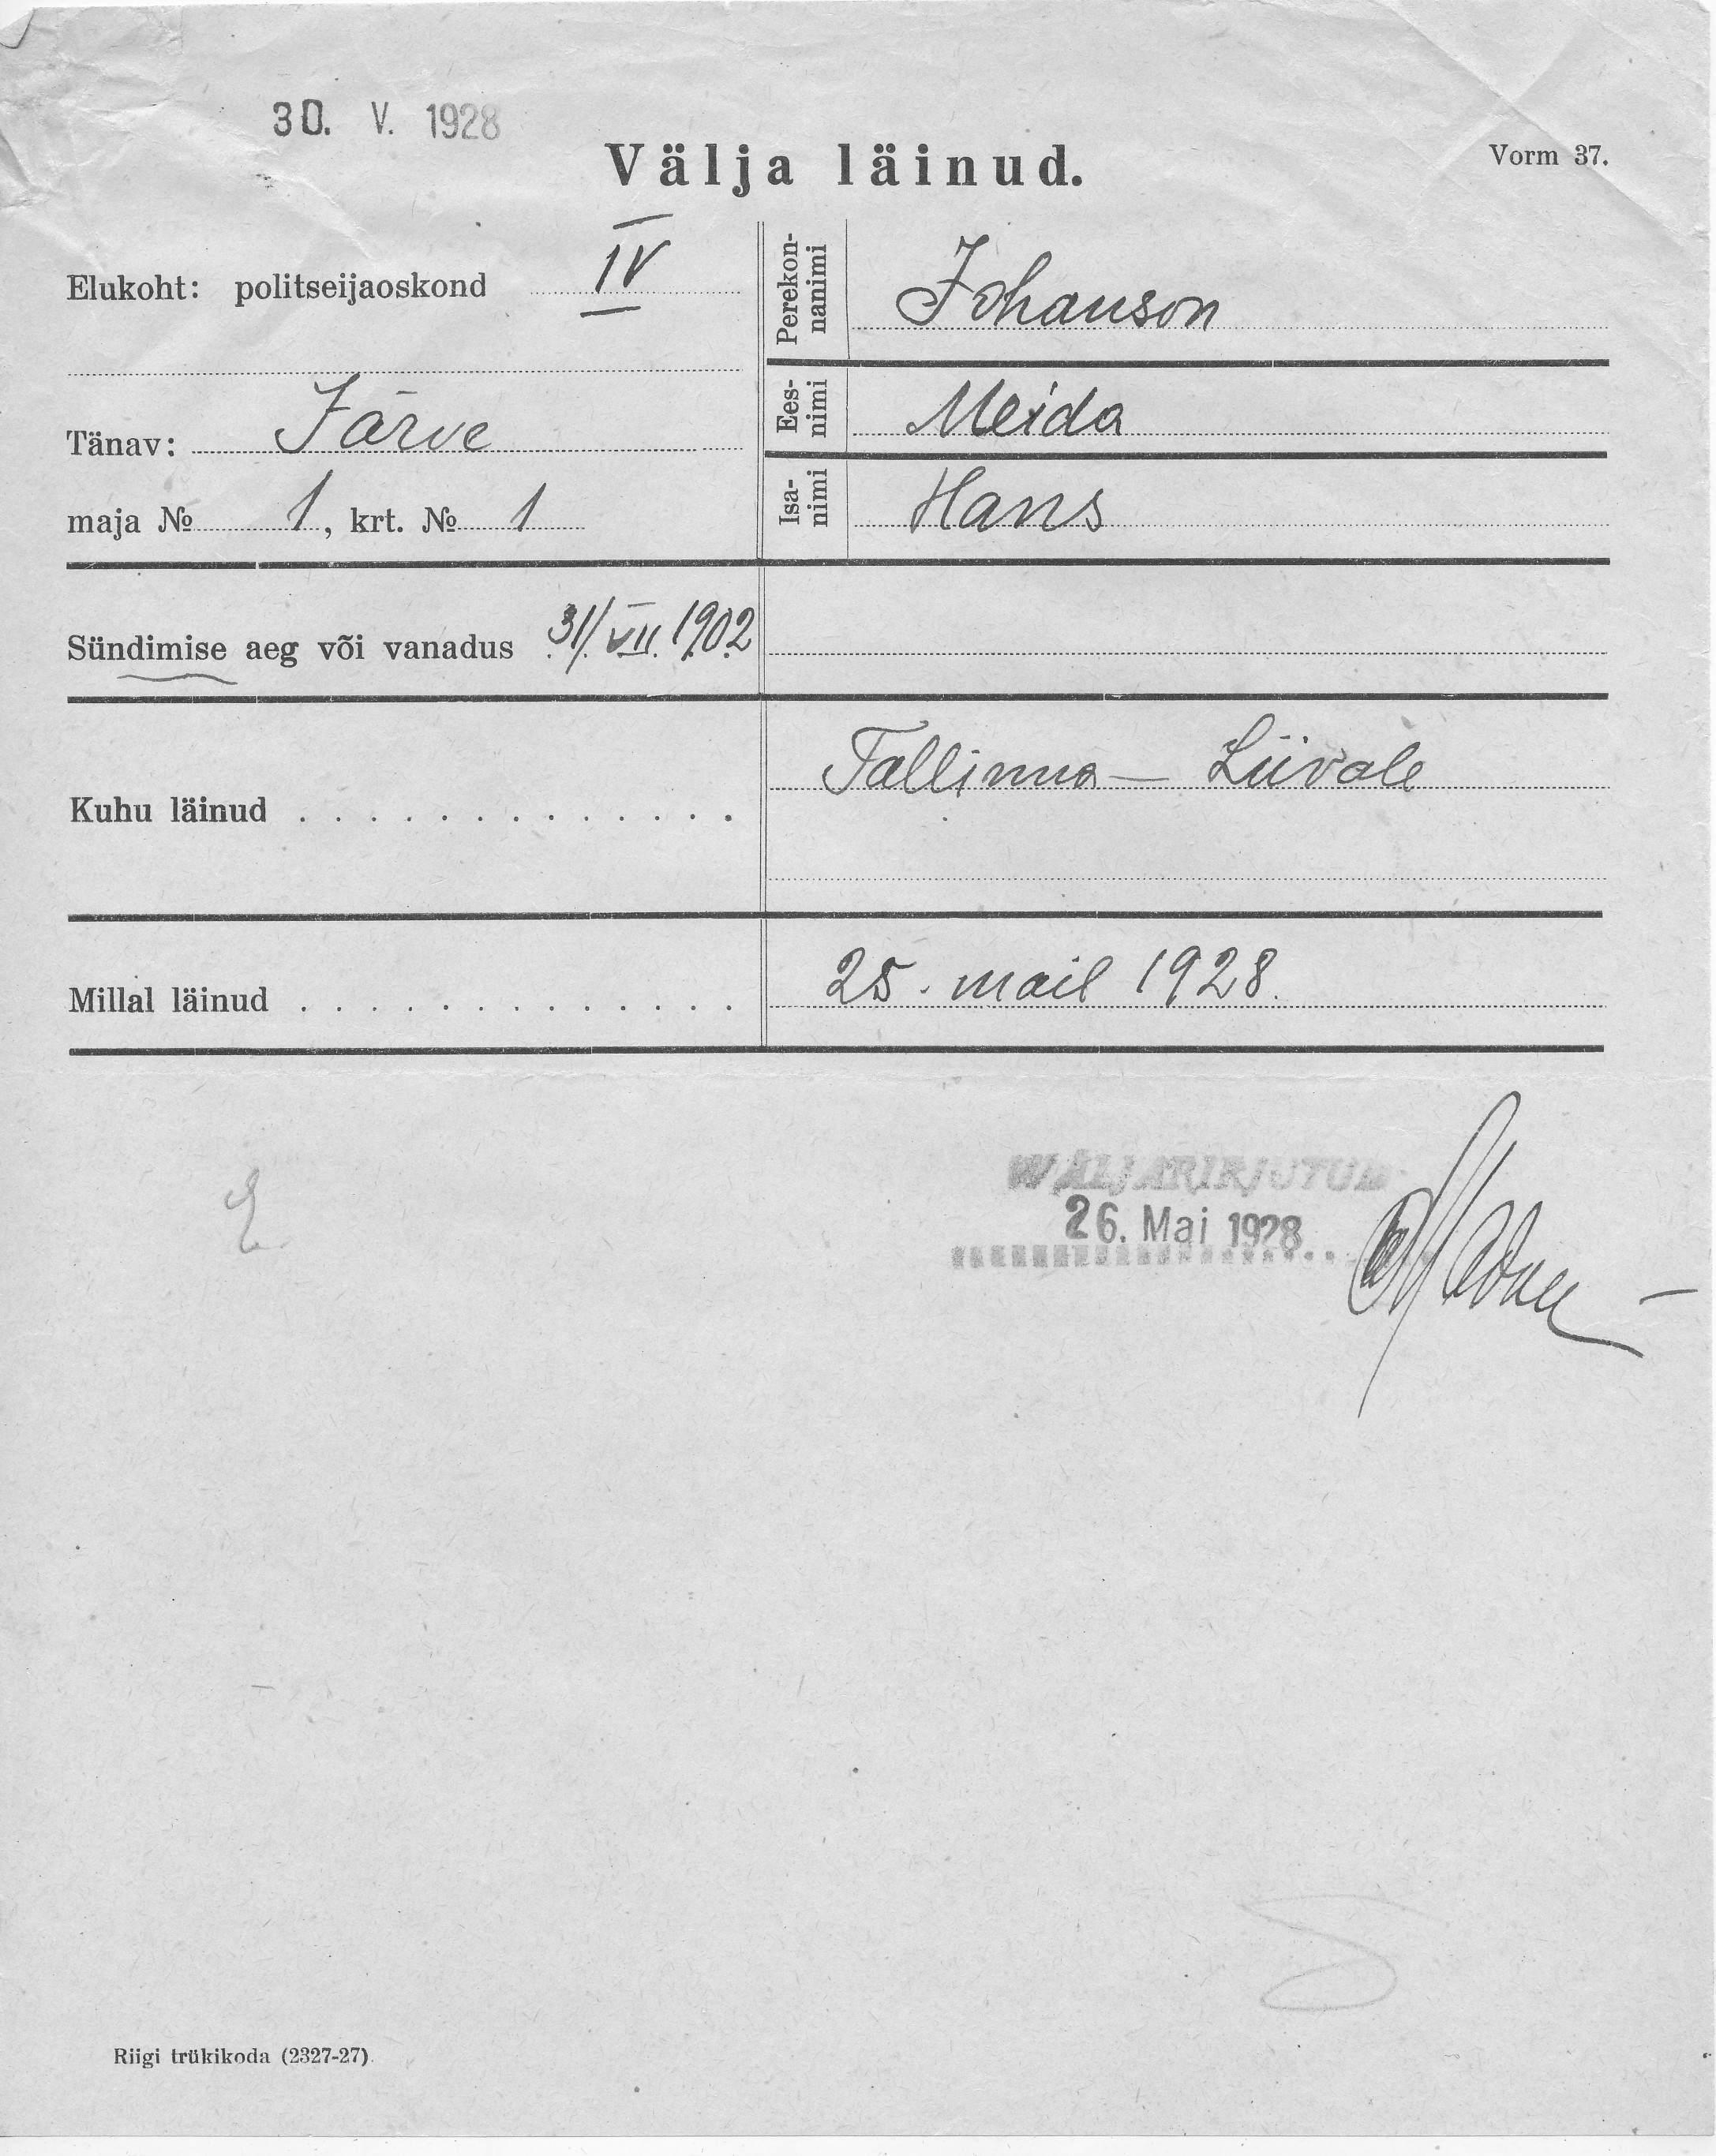 30. V. 1928
Välja läinud.
Vorm 37.
Elukoht: politseijaoskond IV
Tänav: Järve
maja № 1, krt. № 1
Perekon-
nanimi
Johanson
Ees-
nimi
Meida
Isa-
nimi
Hans
Sündimise aeg või vanadus 31/VII 1902
Kuhu läinud
Tallinna — Liivale
Millal läinud
25. mail 1928.
WÄLJAKIRJUTUD
26. Mai 1928
Riigi trükikoda (2327-27)